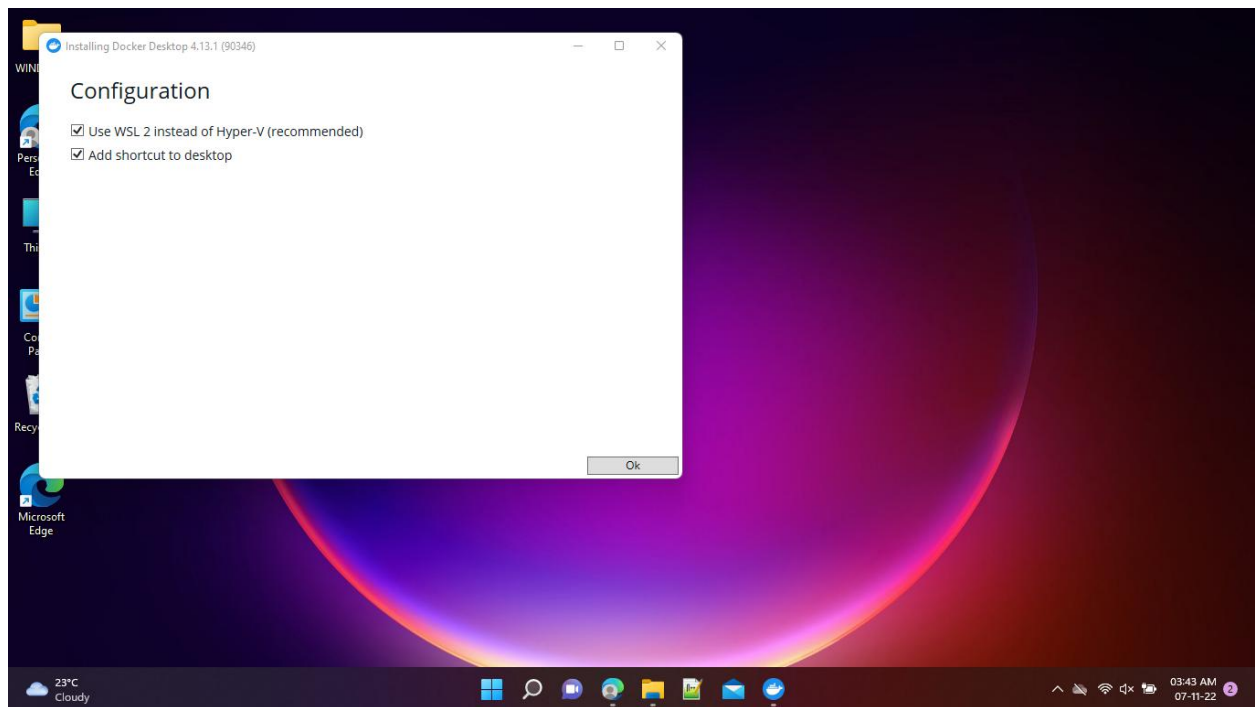 Installing Docker Desktop 4.13.1 (90346)
Configuration
Use WSL 2 instead of Hyper-V (recommended)
Add shortcut to desktop
Ok
Microsoft
Edge
23°C
Cloudy
03:43 AM
07-11-22
2